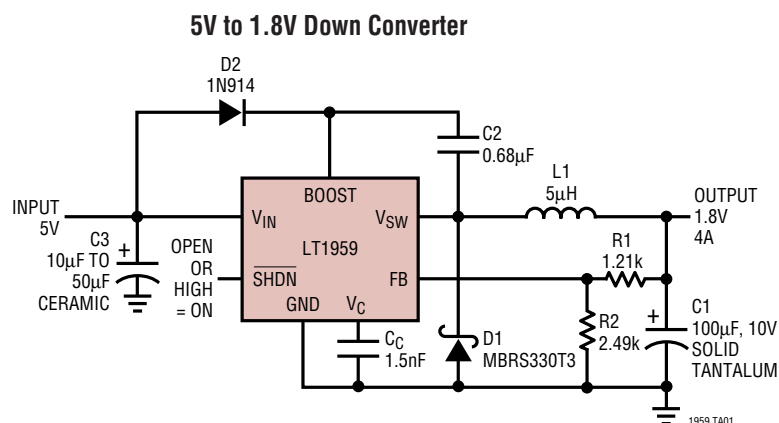 5V to 1.8V Down Converter
D2
1N914
C2
0.68µF
L1
5µH
INPUT
5V
BOOST
VIN
VSW
OUTPUT
1.8V
4A
C3
10µF TO
50µF
CERAMIC
+
OPEN
OR
HIGH
= ON
LT1959
SHDN
FB
GND
VC
R1
1.21k
R2
2.49k
+
C1
100µF, 10V
SOLID
TANTALUM
CC
1.5nF
D1
MBRS330T3
1959 TA01